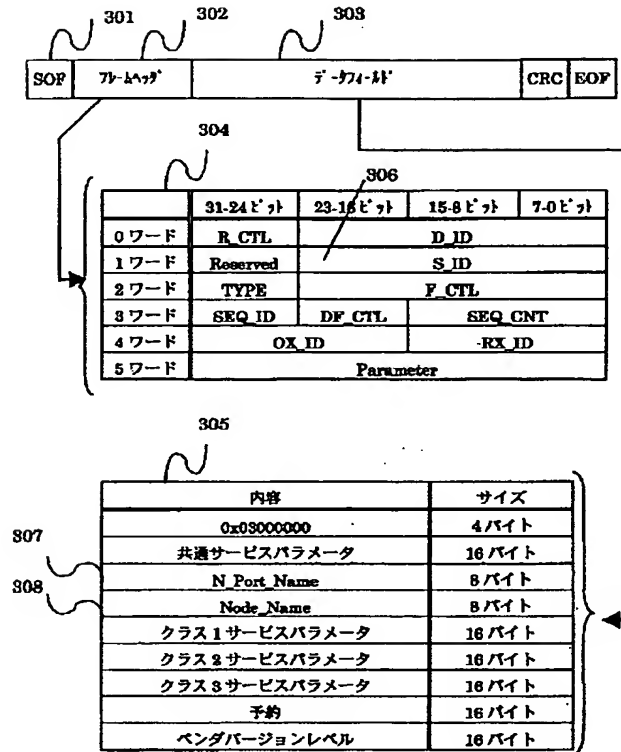 301 302 303
SOF フレームヘッダ データフィールド CRC EOF
304
306
31-24ビット 23-16ビット 15-8ビット 7-0ビット
0ワード R_CTL D_ID
1ワード Reserved S_ID
2ワード TYPE F_CTL
3ワード SEQ_ID DF_CTL SEQ_CNT
4ワード OX_ID RX_ID
5ワード Parameter
305
内容 サイズ
0x03000000 4バイト
307 共通サービスパラメータ 16バイト
308 N_Port_Name 8バイト
Node_Name 8バイト
クラス1サービスパラメータ 16バイト
クラス2サービスパラメータ 16バイト
クラス3サービスパラメータ 16バイト
予約 16バイト
ベンダバージョンレベル 16バイト